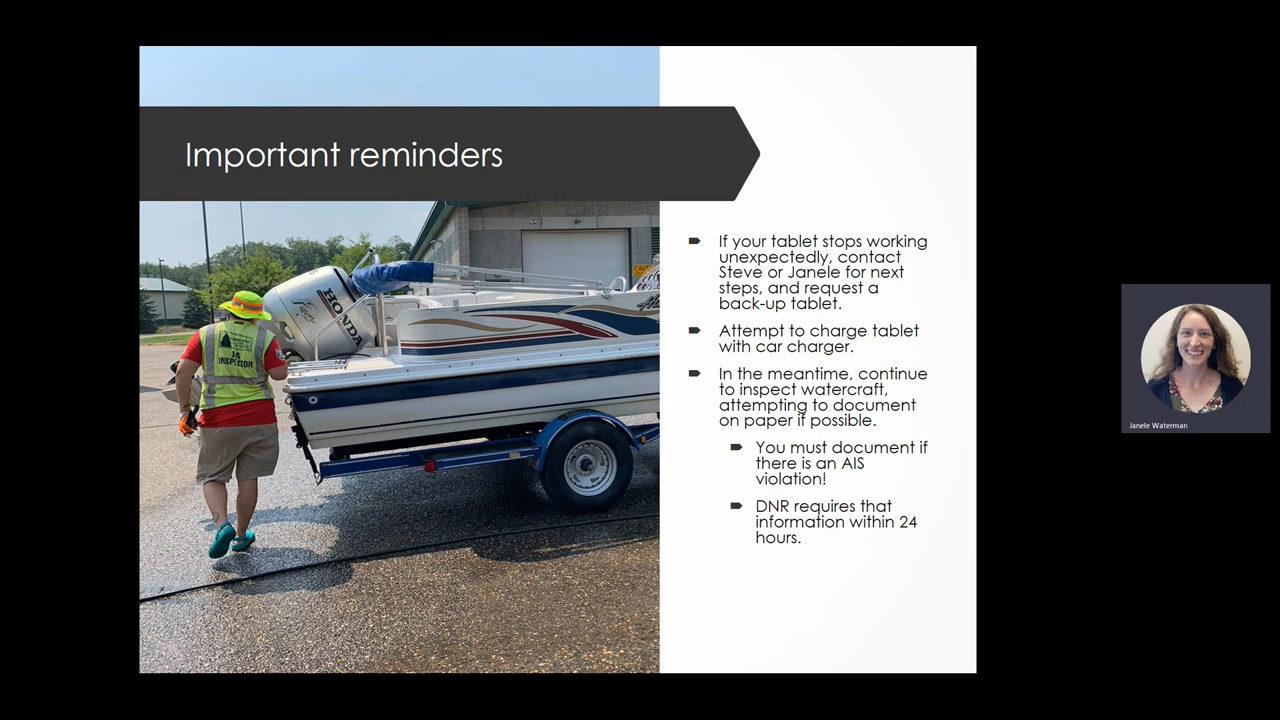 Important reminders
If your tablet stops working
unexpectedly, contact
Steve or Janele for next
steps, and request a
back-up tablet.
Attempt to charge tablet
with car charger.
In the meantime, continue
to inspect watercraft,
attempting to document
on paper if possible.
You must document if
there is an AIS
violation!
DNR requires that
information within 24
hours.
HONDA
AIS
INSPECTOR
Janele Waterman